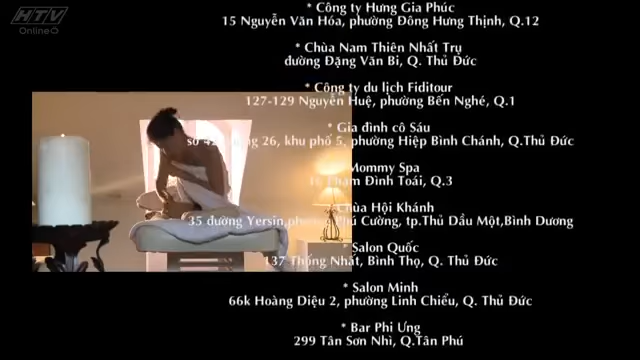 HTV
Online
* Công ty Hưng Gia Phúc
15 Nguyễn Văn Hóa, phường Đông Hưng Thịnh, Q.12
* Chùa Nam Thiên Nhất Trụ
đường Đặng Văn Bi, Q. Thủ Đức
* Công ty du lịch Fiditour
127-129 Nguyễn Huệ, phường Bến Nghé, Q.1
* Gia đình cô Sáu
26, khu phố 5, phường Hiệp Bình Chánh, Q.Thủ Đức
Mommy Spa
Phạm Đình Toái, Q.3
Chùa Hội Khánh
35 đường Yersin, phường Phú Cường, tp.Thủ Dầu Một,Bình Dương
* Salon Quốc
137 Thống Nhất, Bình Thọ, Q. Thủ Đức
* Salon Minh
66k Hoàng Diệu 2, phường Linh Chiểu, Q. Thủ Đức
* Bar Phi Ưng
299 Tân Sơn Nhì, Q.Tân Phú